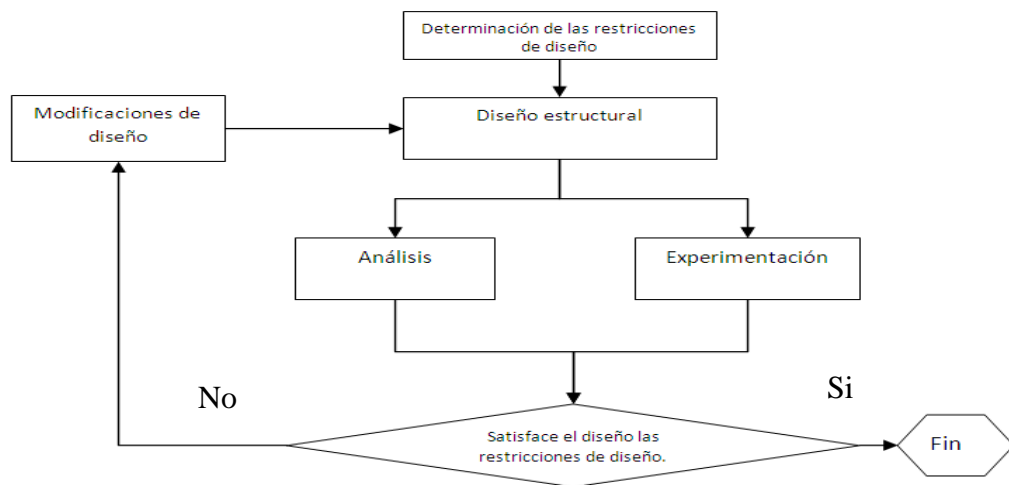 Determinación de las restricciones
de diseño
Modificaciones de
diseño
Diseño estructural
Análisis
Experimentación
No
Si
Satisface el diseño las
restricciones de diseño.
Fin